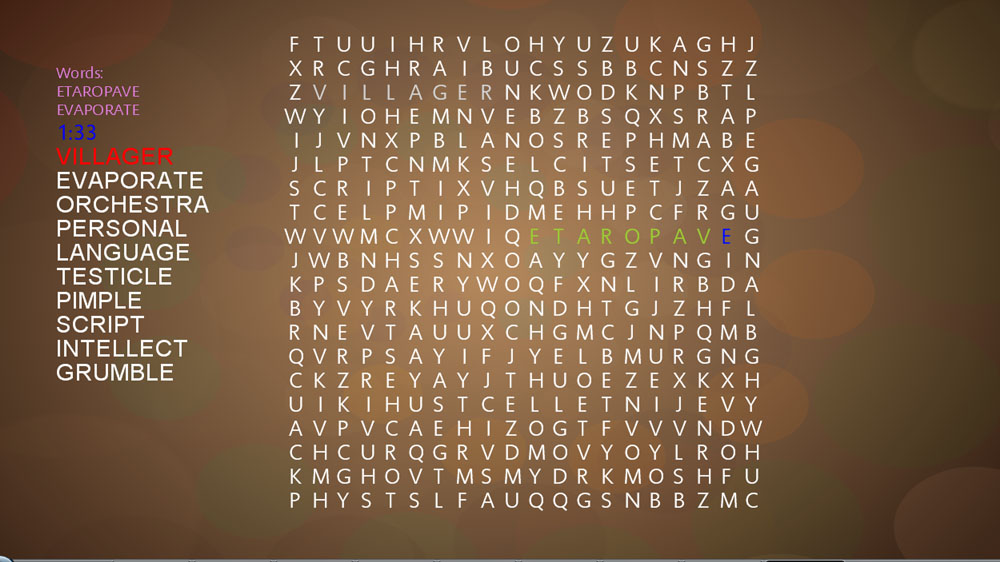 Words:
ETAROPAVE
EVAPORATE
1:33
VILLAGER
EVAPORATE
ORCHESTRA
PERSONAL
LANGUAGE
TESTICLE
PIMPLE
SCRIPT
INTELLECT
GRUMBLE
F T U U I H R V L O H Y U Z U K A G H J
X R C G H R A I B U C S S B B C N S Z Z
Z V I L L A G E R N K W O D K N P B T L
W Y I O H E M N V E B Z B S Q X S R A P
I J V N X P B L A N O S R E P H M A B E
J L P T C N M K S E L C I T S E T C X G
S C R I P T I X V H Q B S U E T J Z A A
T C E L P M I P I D M E H H P C F R G U
W V W M C X W W I Q E T A R O P A V E G
J W B N H S S N X O A Y Y G Z V N G I N
K P S D A E R Y W O Q F X N L I R B D A
B Y V Y R K H U Q O N D H T G J Z H F L
R N E V T A U U X C H G M C J N P Q M B
Q V R P S A Y I F J Y E L B M U R G N G
C K Z R E Y A Y J T H U O E Z E X K X H
U I K I H U S T C E L L E T N I J E V Y
A V P V C A E H I Z O G T F V V V N D W
C H C U R Q G R V D M O V Y O Y L R O H
K M G H O V T M S M Y D R K M O S H F U
P H Y S T S L F A U Q Q G S N B B Z M C